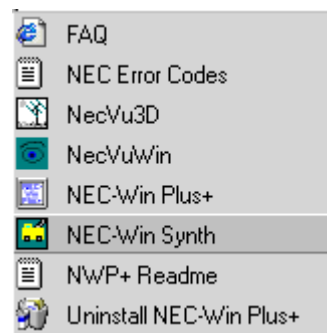 FAQ
NEC Error Codes
NecVu3D
NecVuWin
NEC-Win Plus+
NEC-Win Synth
NWP+ Readme
Uninstall NEC-Win Plus+